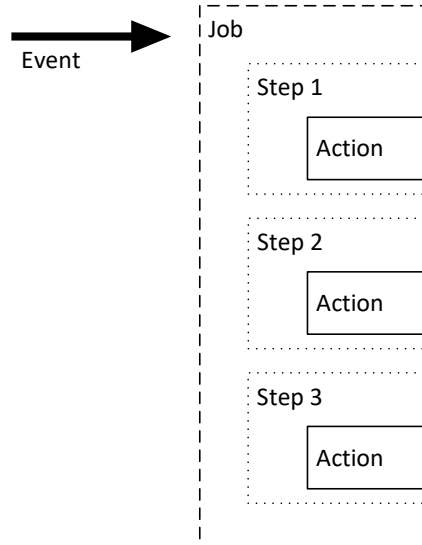 Job
Event
Step 1
Action
Step 2
Action
Step 3
Action